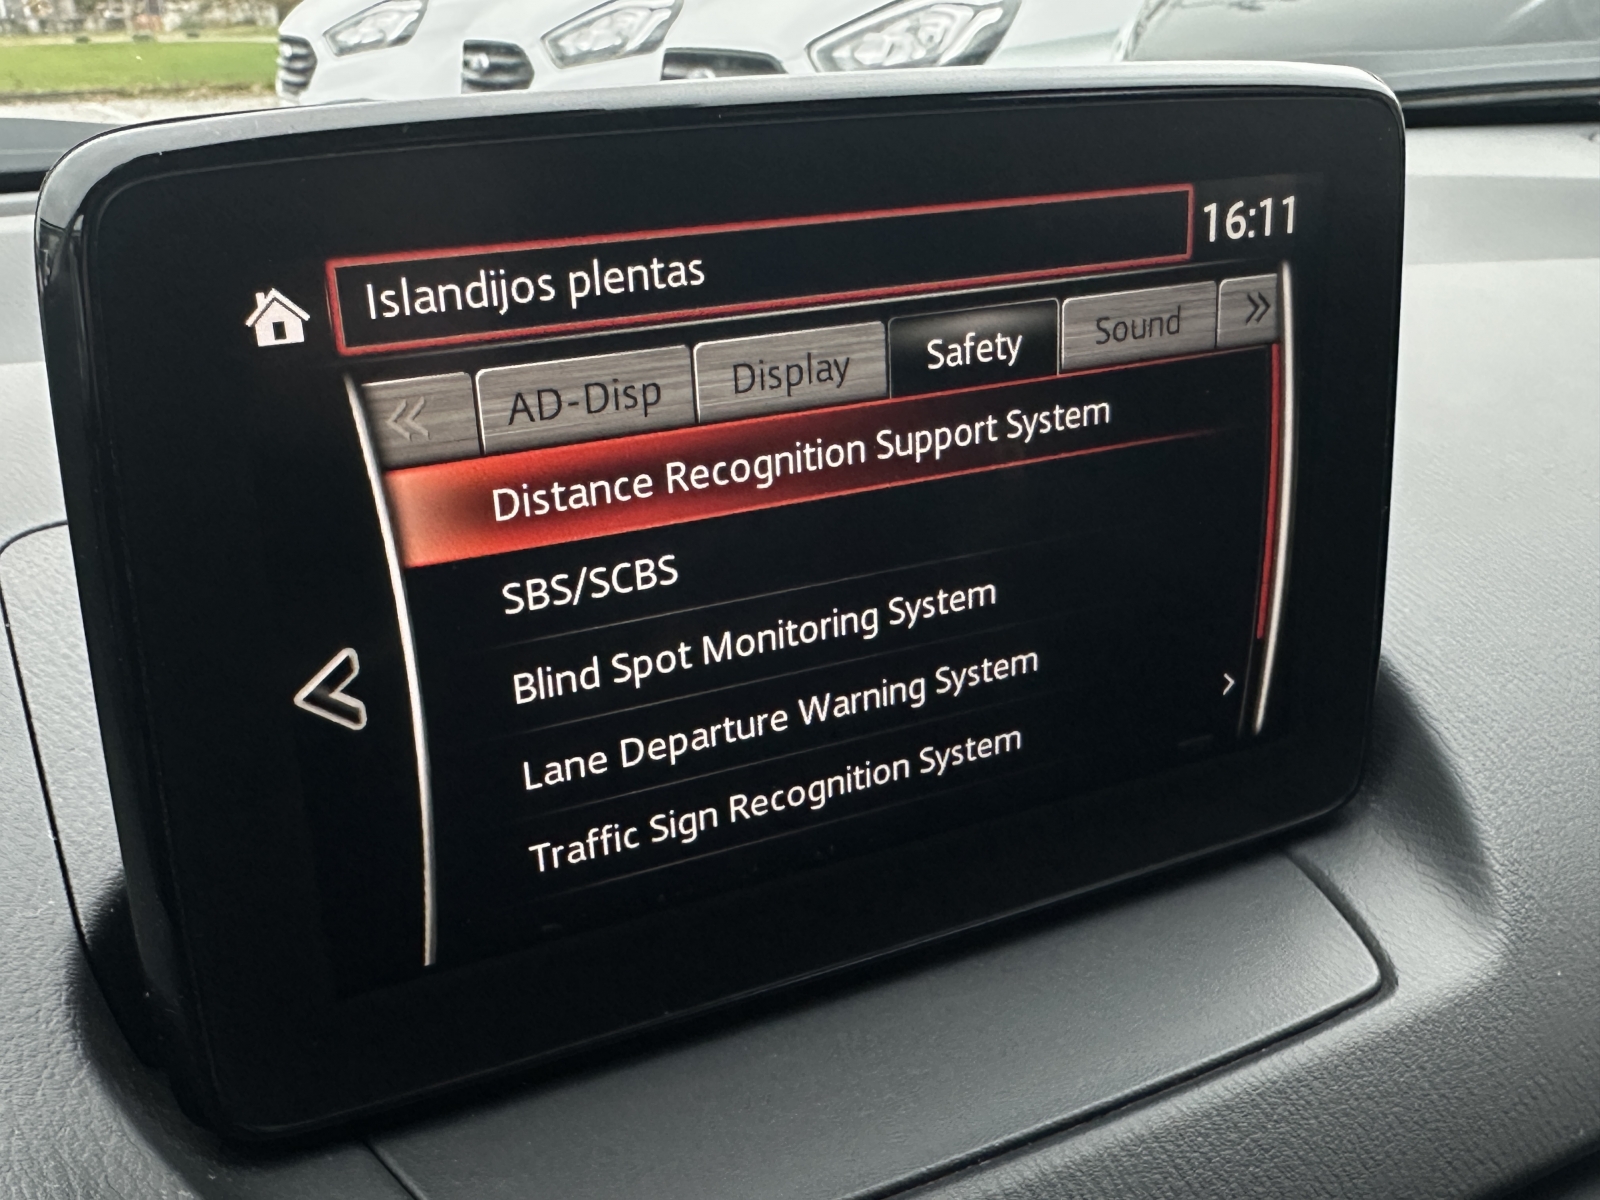 Islandijos plentas
16:11
AD-Disp
Display
Safety
Sound
Distance Recognition Support System
SBS/SCBS
Blind Spot Monitoring System
Lane Departure Warning System
Traffic Sign Recognition System